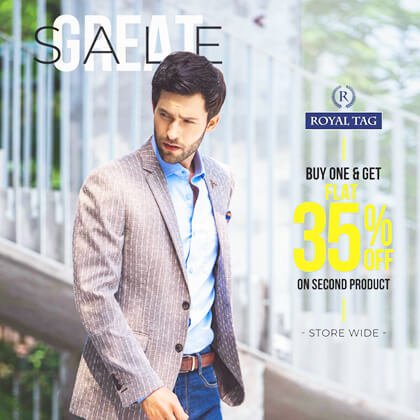 GREAT
SALE
R
ROYAL TAG
BUY ONE & GET
FLAT
35% OFF
ON SECOND PRODUCT
- STORE WIDE -